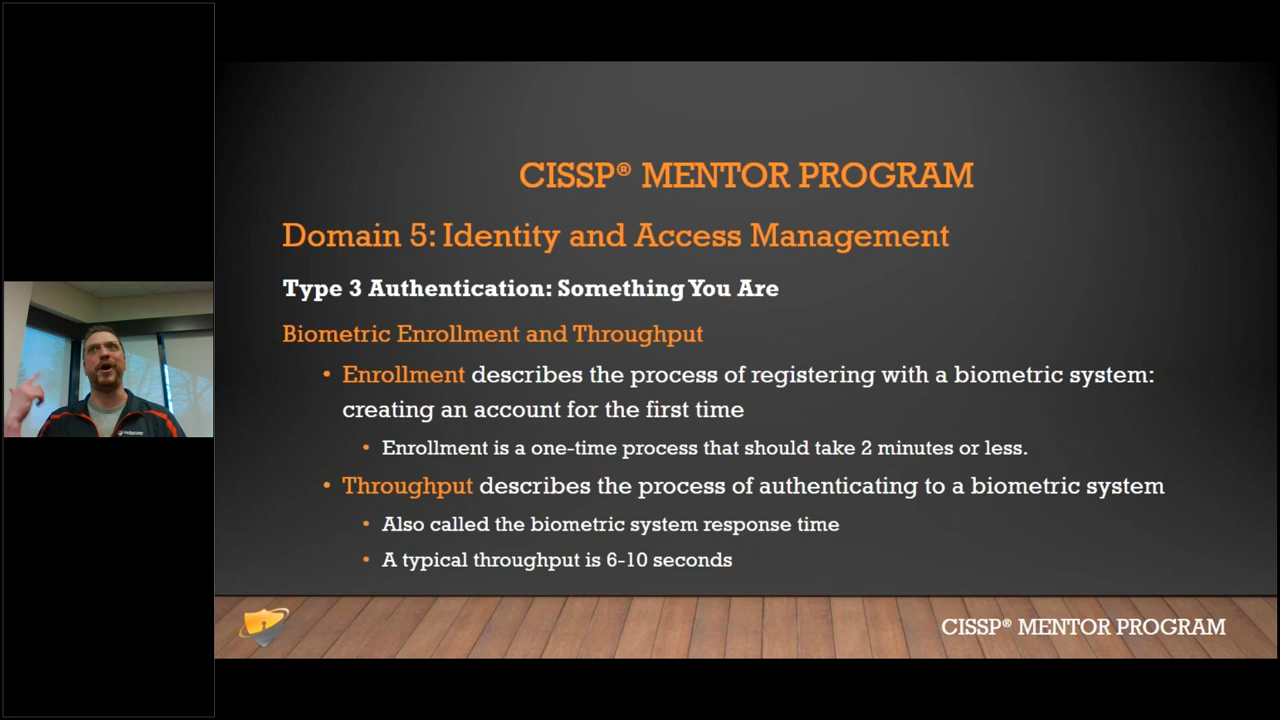 CISSP® MENTOR PROGRAM
Domain 5: Identity and Access Management
Type 3 Authentication: Something You Are
Biometric Enrollment and Throughput
• Enrollment describes the process of registering with a biometric system:
creating an account for the first time
• Enrollment is a one-time process that should take 2 minutes or less.
• Throughput describes the process of authenticating to a biometric system
• Also called the biometric system response time
• A typical throughput is 6-10 seconds
CISSP® MENTOR PROGRAM